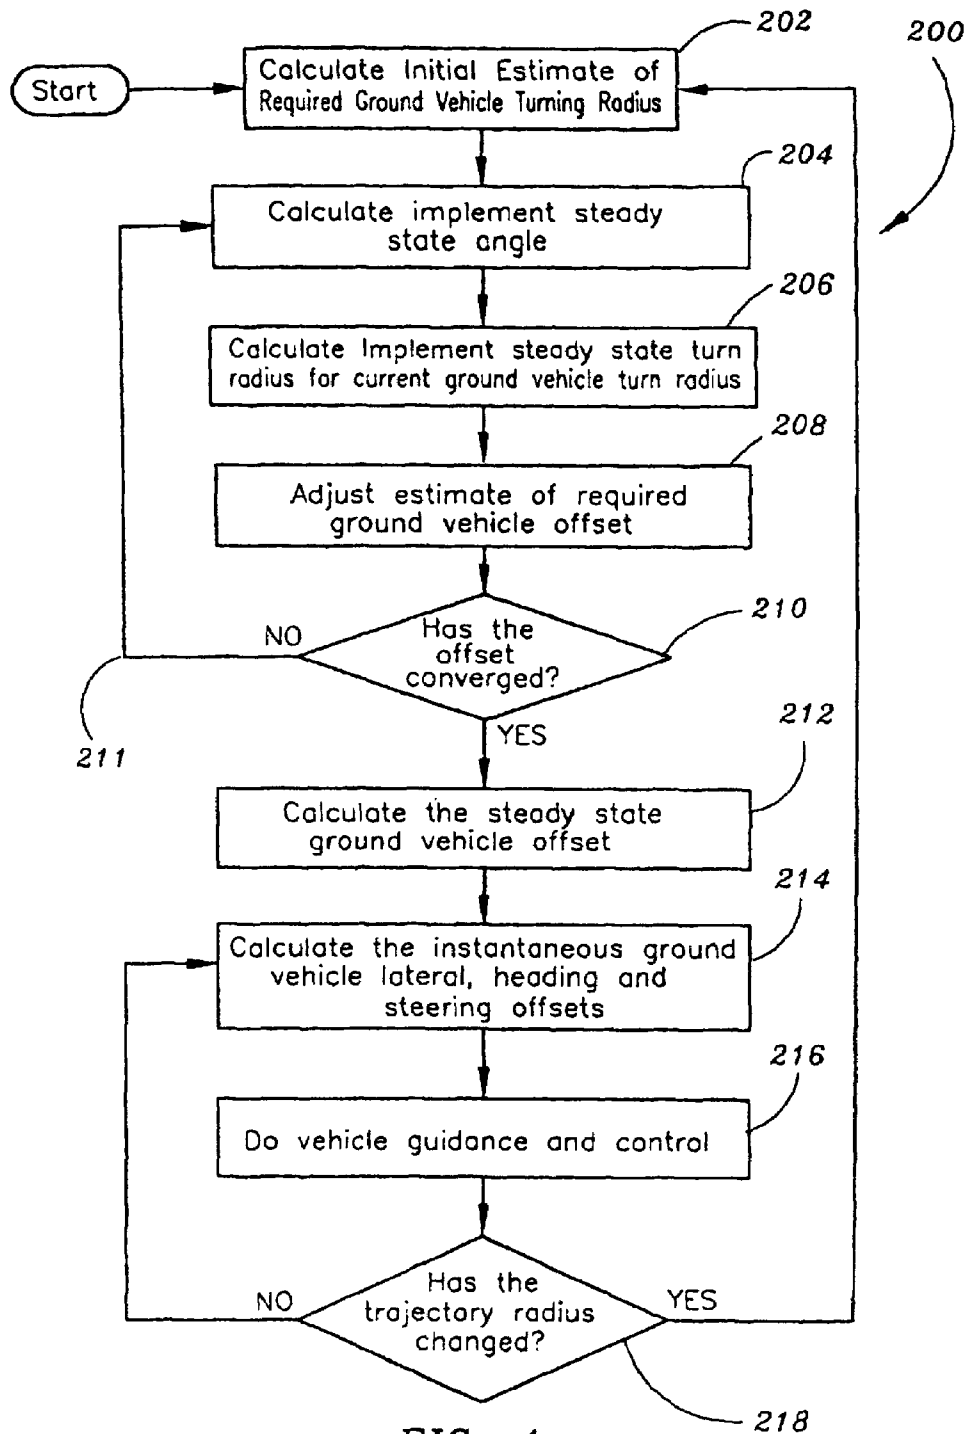 202
200
Start
Calculate Initial Estimate of
Required Ground Vehicle Turning Radius
204
Calculate implement steady
state angle
206
Calculate Implement steady state turn
radius for current ground vehicle turn radius
208
Adjust estimate of required
ground vehicle offset
210
NO
Has the
offset
converged?
211
YES
212
Calculate the steady state
ground vehicle offset
214
Calculate the instantaneous ground
vehicle lateral, heading and
steering offsets
216
Do vehicle guidance and control
NO
Has the
trajectory radius
changed?
YES
218